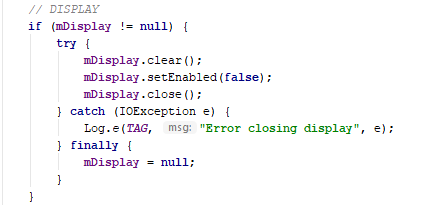 // DISPLAY
if (mDisplay != null) {
try {
mDisplay.clear();
mDisplay.setEnabled(false);
mDisplay.close();
} catch (IOException e) {
Log.e(TAG, msg: "Error closing display", e);
} finally {
mDisplay = null;
}
}